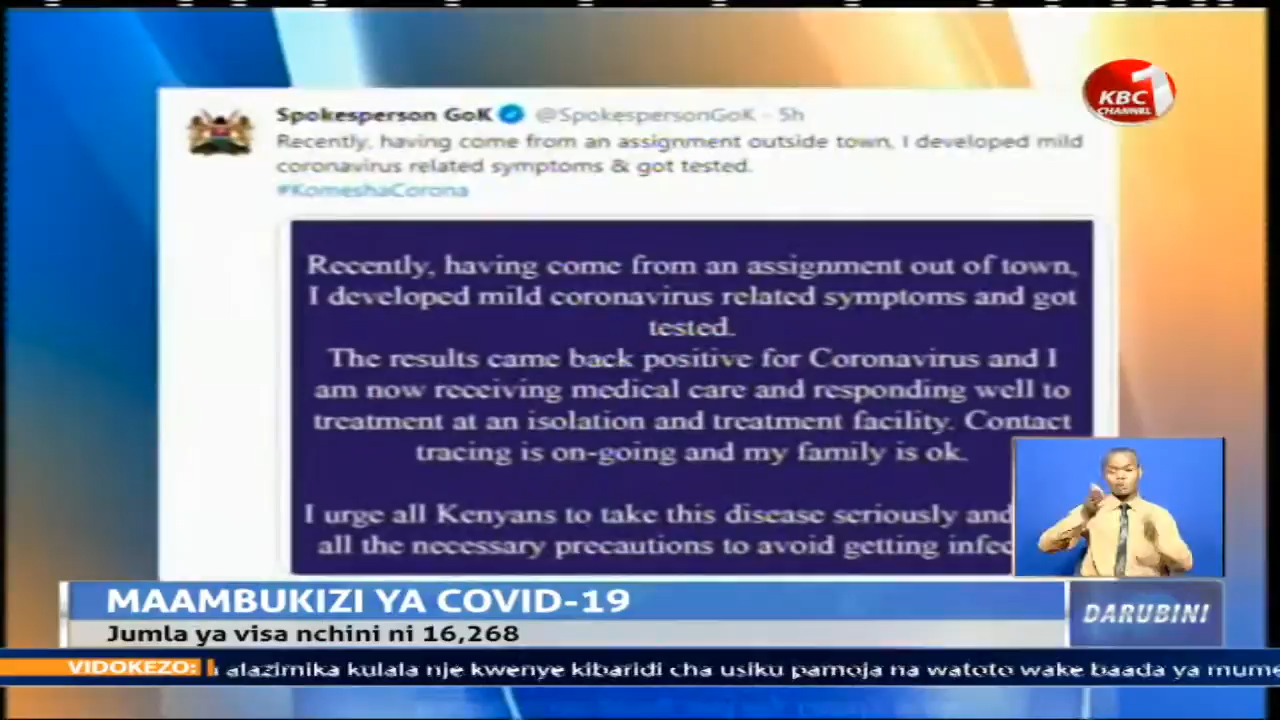 KBC 1
CHANNEL
Spokesperson GoK @SpokespersonGoK · 5h
Recently, having come from an assignment outside town, I developed mild
coronavirus related symptoms & got tested.
#KomeshaCorona
Recently, having come from an assignment out of town,
I developed mild coronavirus related symptoms and got
tested.
The results came back positive for Coronavirus and I
am now receiving medical care and responding well to
treatment at an isolation and treatment facility. Contact
tracing is on-going and my family is ok.
I urge all Kenyans to take this disease seriously and
all the necessary precautions to avoid getting infec
MAAMBUKIZI YA COVID-19
Jumla ya visa nchini ni 16,268
DARUBINI
VIDOKEZO: alazimika kulala nje kwenye kibaridi cha usiku pamoja na watoto wake baada ya mume